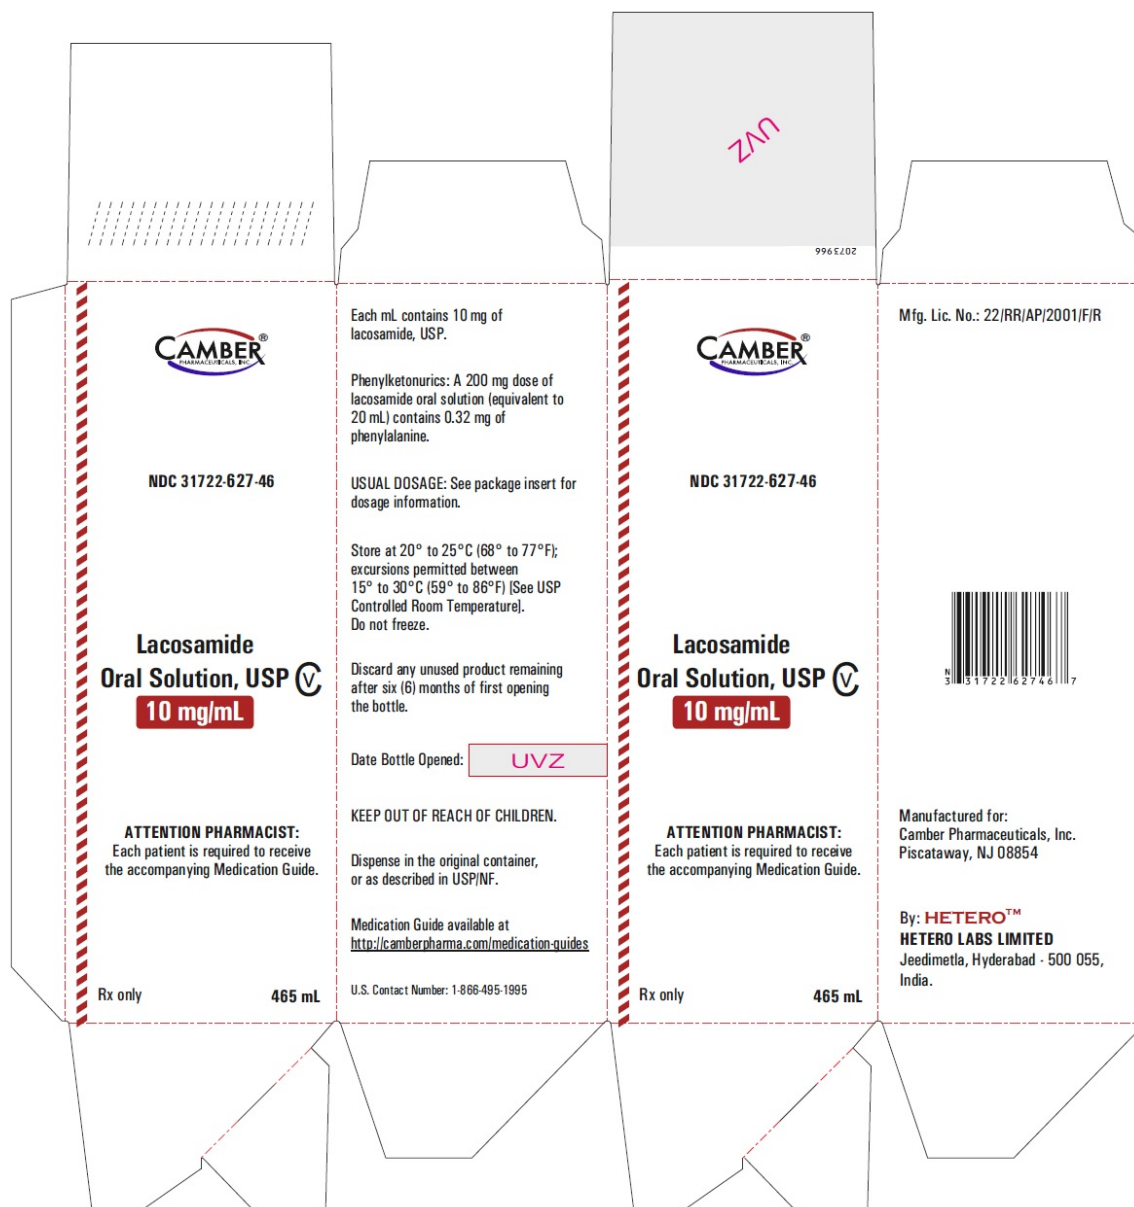 UVZ
2073966
CAMBER®
PHARMACEUTICALS, INC
NDC 31722-627-46
Lacosamide
Oral Solution, USP CV
10 mg/mL
ATTENTION PHARMACIST:
Each patient is required to receive
the accompanying Medication Guide.
Rx only 465 mL
Each mL contains 10 mg of
lacosamide, USP.
Phenylketonurics: A 200 mg dose of
lacosamide oral solution (equivalent to
20 mL) contains 0.32 mg of
phenylalanine.
USUAL DOSAGE: See package insert for
dosage information.
Store at 20° to 25°C (68° to 77°F);
excursions permitted between
15° to 30°C (59° to 86°F) [See USP
Controlled Room Temperature].
Do not freeze.
Discard any unused product remaining
after six (6) months of first opening
the bottle.
Date Bottle Opened: UVZ
KEEP OUT OF REACH OF CHILDREN.
Dispense in the original container,
or as described in USP/NF.
Medication Guide available at
http://camberpharma.com/medication-guides
U.S. Contact Number: 1-866-495-1995
CAMBER®
PHARMACEUTICALS, INC
NDC 31722-627-46
Lacosamide
Oral Solution, USP CV
10 mg/mL
ATTENTION PHARMACIST:
Each patient is required to receive
the accompanying Medication Guide.
Rx only 465 mL
Mfg. Lic. No.: 22/RR/AP/2001/F/R
N
3 31722 62746 7
Manufactured for:
Camber Pharmaceuticals, Inc.
Piscataway, NJ 08854
By: HETERO™
HETERO LABS LIMITED
Jeedimetla, Hyderabad - 500 055,
India.